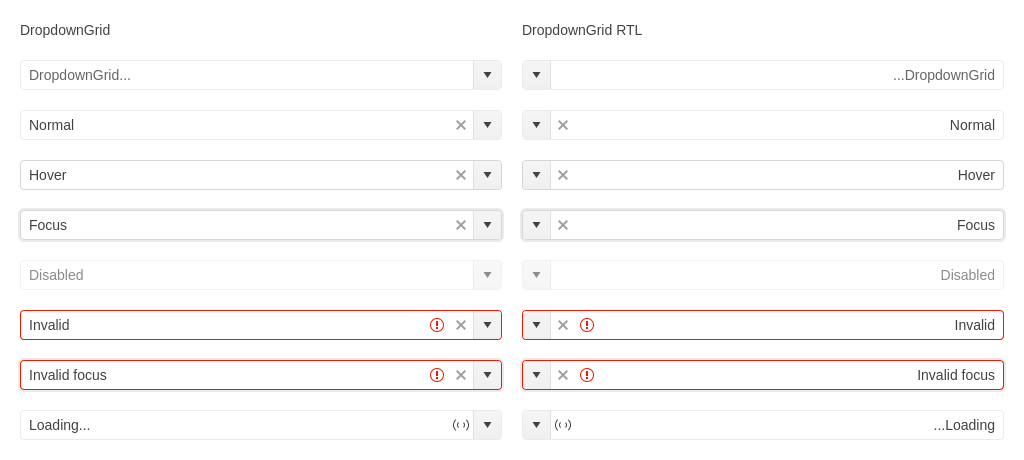 DropdownGrid
DropdownGrid...
Normal
Hover
Focus
Disabled
Invalid
Invalid focus
Loading...
DropdownGrid RTL
...DropdownGrid
Normal
Hover
Focus
Disabled
Invalid
Invalid focus
...Loading